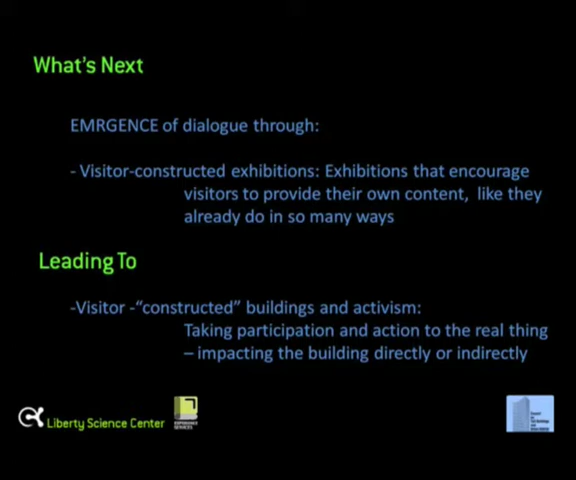 What's Next
EMRGENCE of dialogue through:
- Visitor-constructed exhibitions: Exhibitions that encourage
visitors to provide their own content, like they
already do in so many ways
Leading To
-Visitor -“constructed” buildings and activism:
Taking participation and action to the real thing
– impacting the building directly or indirectly
Liberty Science Center
EXPERIENCE
SERVICES